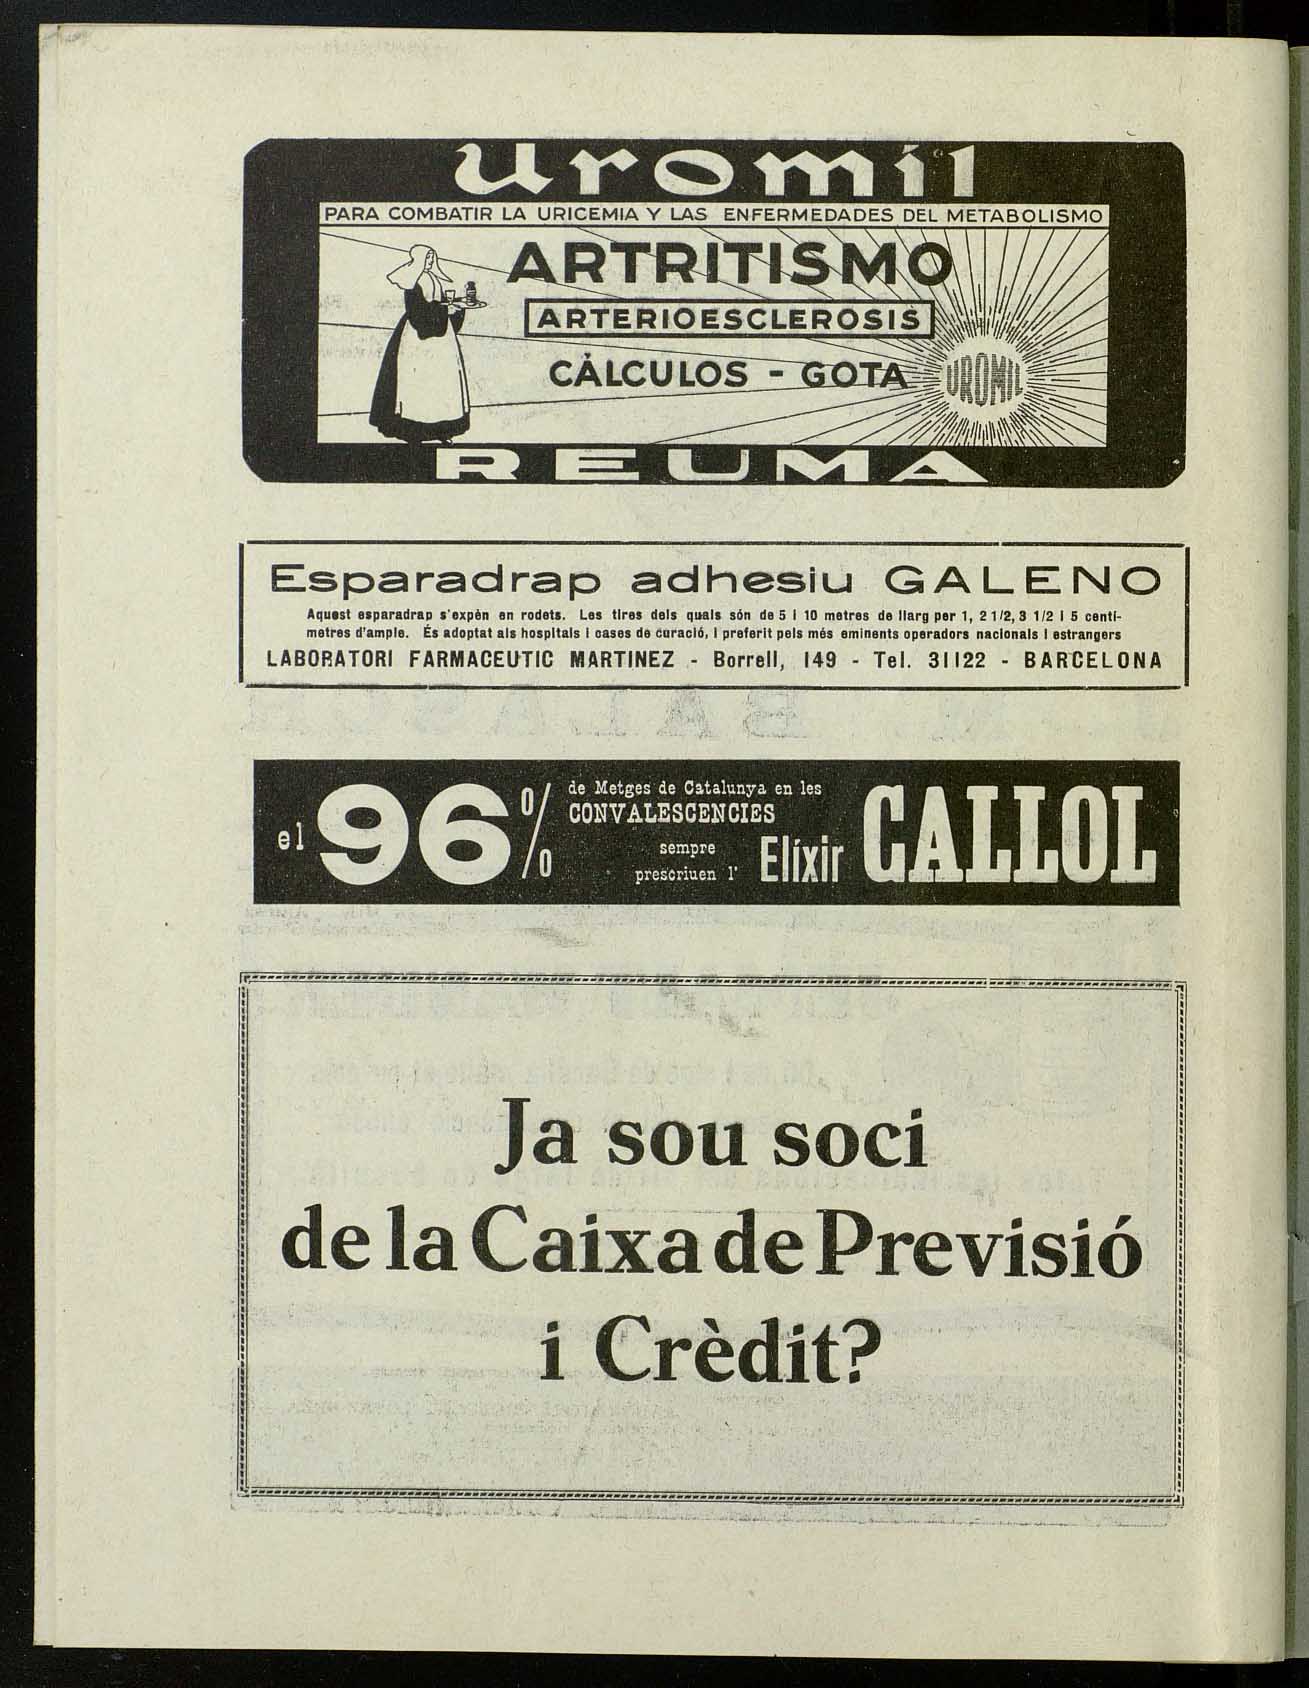 Uromil
PARA COMBATIR LA URICEMIA Y LAS ENFERMEDADES DEL METABOLISMO
ARTRITISMO
ARTERIOESCLEROSIS
CÁLCULOS - GOTA
UROMIL
REUMA
Esparadrap adhesiu GALENO
Aquest esparadrap s'expèn en rodets. Les tires dels quals són de 5 i 10 metres de llarg per 1, 2 1/2, 3 1/2 i 5 centí-
metres d'ample. És adoptat als hospitals i cases de curació, i preferit pels més eminents operadors nacionals i estrangers
LABORATORI FARMACEUTIC MARTINEZ - Borrell, 149 - Tel. 31122 - BARCELONA
el 96%
de Metges de Catalunya en les
CONVALESCENCIES
sempre
prescriuen l' Elíxir CALLOL
Ja sou soci
de la Caixa de Previsió
i Crèdit?